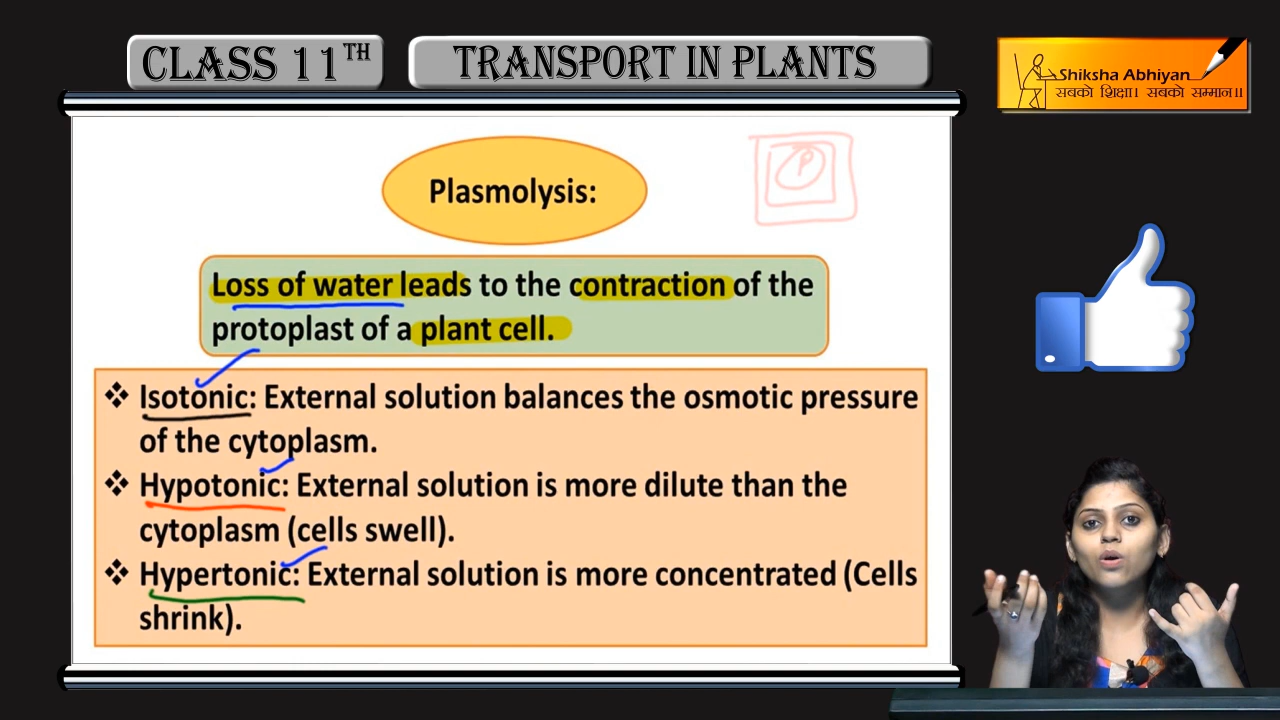 CLASS 11TH
TRANSPORT IN PLANTS
Shiksha Abhiyan
सबको शिक्षा। सबको सम्मान॥
P
Plasmolysis:
Loss of water leads to the contraction of the
protoplast of a plant cell.
❖ Isotonic: External solution balances the osmotic pressure
of the cytoplasm.
❖ Hypotonic: External solution is more dilute than the
cytoplasm (cells swell).
❖ Hypertonic: External solution is more concentrated (Cells
shrink).